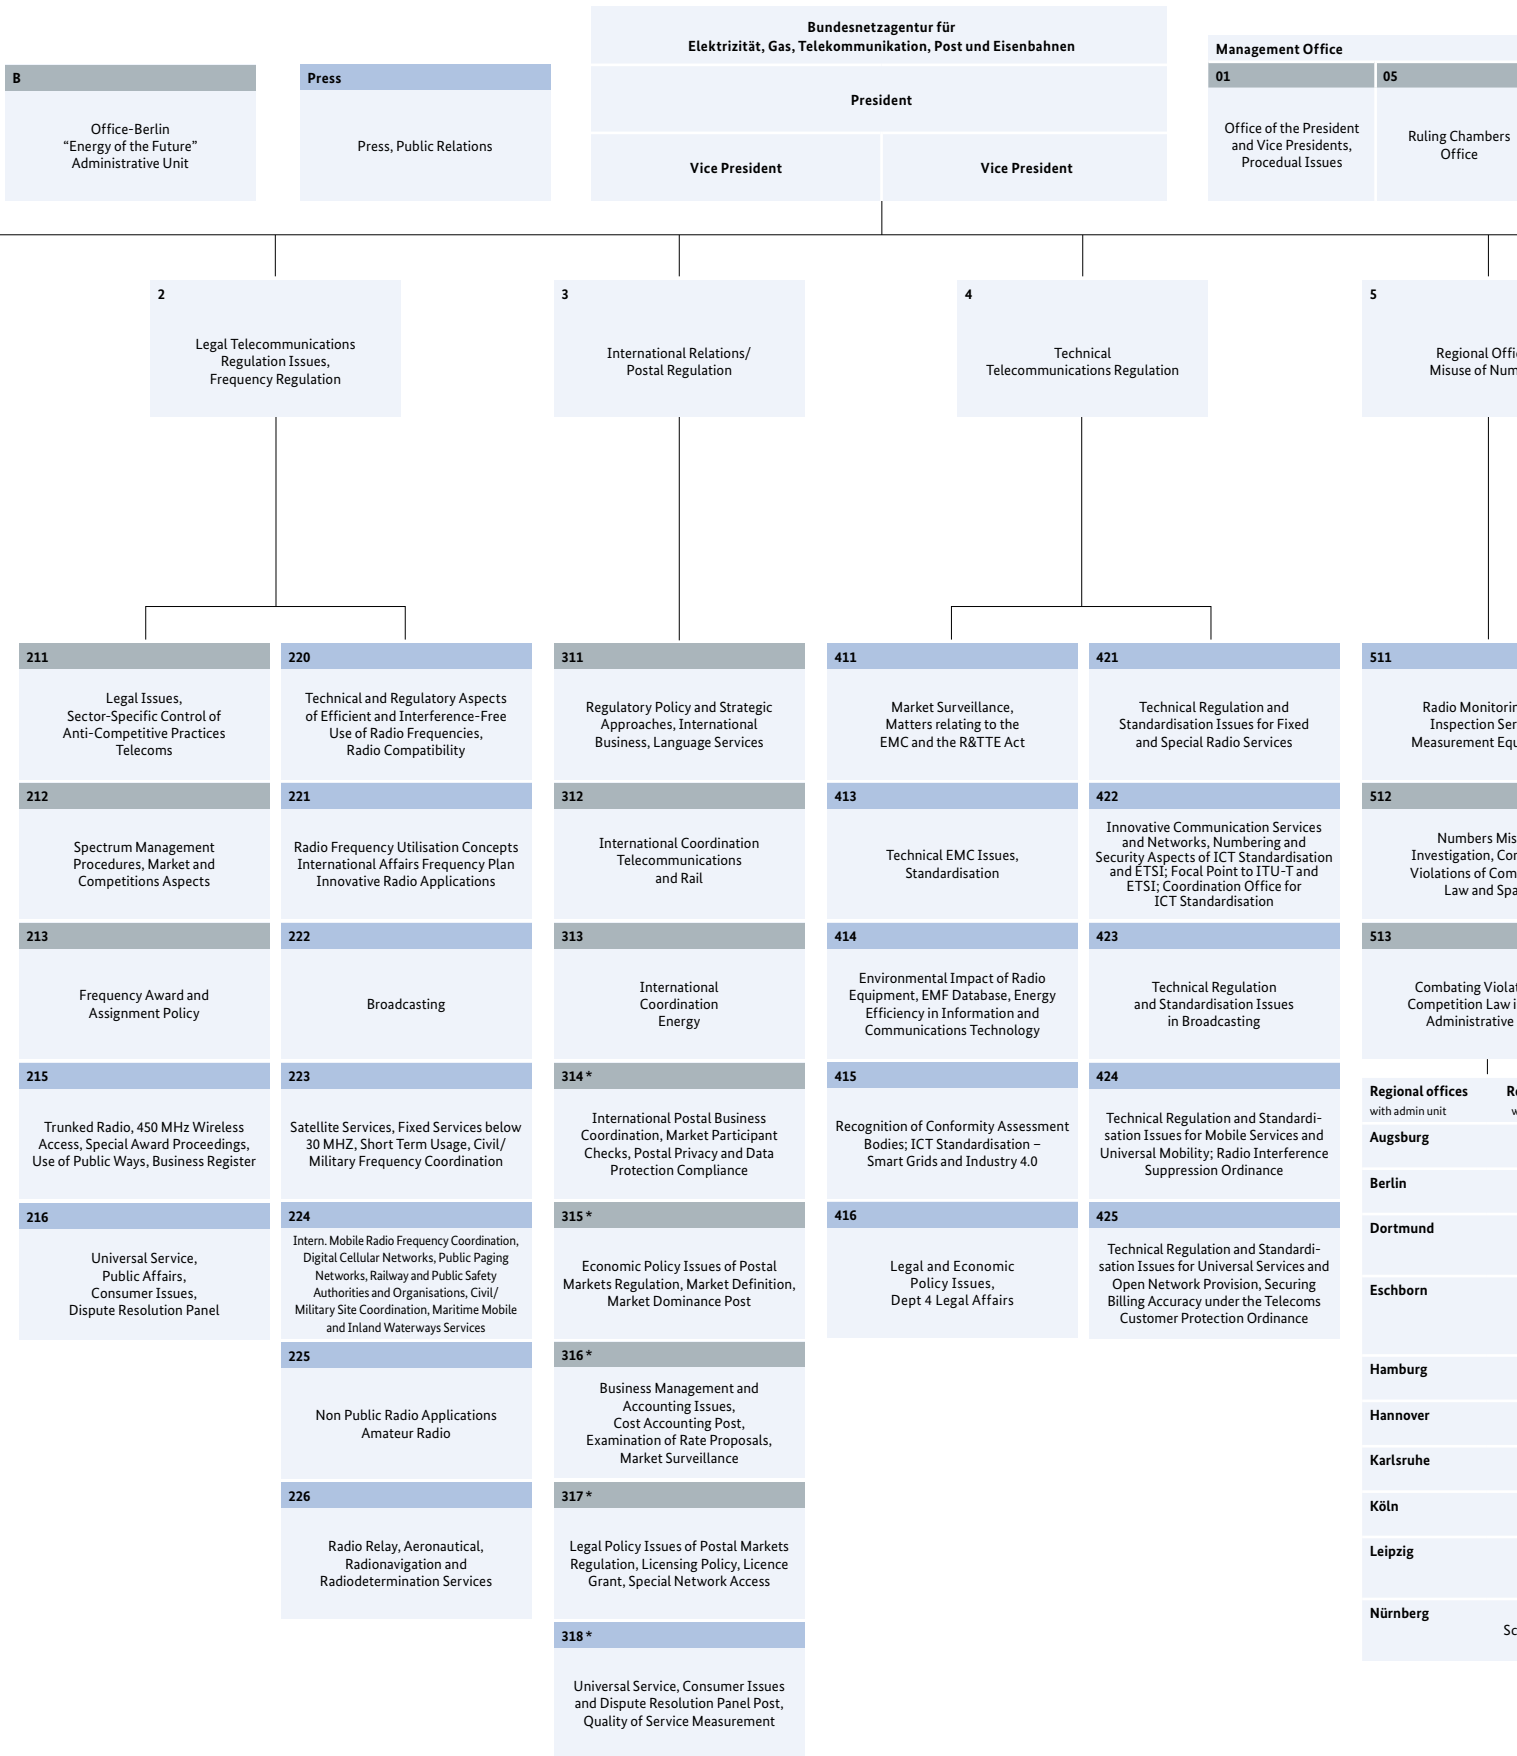 Bundesnetzagentur für
Elektrizität, Gas, Telekommunikation, Post und Eisenbahnen
President
Vice President
Vice President
B
Office-Berlin
“Energy of the Future”
Administrative Unit
Press
Press, Public Relations
Management Office
01
Office of the President
and Vice Presidents,
Procedual Issues
05
Ruling Chambers
Office
2
Legal Telecommunications
Regulation Issues,
Frequency Regulation
3
International Relations/
Postal Regulation
4
Technical
Telecommunications Regulation
5
Regional
Misuse of
211
Legal Issues,
Sector-Specific Control of
Anti-Competitive Practices
Telecoms
212
Spectrum Management
Procedures, Market and
Competitions Aspects
213
Frequency Award and
Assignment Policy
215
Trunked Radio, 450 MHz Wireless
Access, Special Award Proceedings,
Use of Public Ways, Business Register
216
Universal Service,
Public Affairs,
Consumer Issues,
Dispute Resolution Panel
220
Technical and Regulatory Aspects
of Efficient and Interference-Free
Use of Radio Frequencies,
Radio Compatibility
221
Radio Frequency Utilisation Concepts
International Affairs Frequency Plan
Innovative Radio Applications
222
Broadcasting
223
Satellite Services, Fixed Services below
30 MHZ, Short Term Usage, Civil/
Military Frequency Coordination
224
Intern. Mobile Radio Frequency Coordination,
Digital Cellular Networks, Public Paging
Networks, Railway and Public Safety
Authorities and Organisations, Civil/
Military Site Coordination, Maritime Mobile
and Inland Waterways Services
225
Non Public Radio Applications
Amateur Radio
226
Radio Relay, Aeronautical,
Radionavigation and
Radiodetermination Services
311
Regulatory Policy and Strategic
Approaches, International
Business, Language Services
312
International Coordination
Telecommunications
and Rail
313
International
Coordination
Energy
314 *
International Postal Business
Coordination, Market Participant
Checks, Postal Privacy and Data
Protection Compliance
315 *
Economic Policy Issues of Postal
Markets Regulation, Market Definition,
Market Dominance Post
316 *
Business Management and
Accounting Issues,
Cost Accounting Post,
Examination of Rate Proposals,
Market Surveillance
317 *
Legal Policy Issues of Postal Markets
Regulation, Licensing Policy, Licence
Grant, Special Network Access
318 *
Universal Service, Consumer Issues
and Dispute Resolution Panel Post,
Quality of Service Measurement
411
Market Surveillance,
Matters relating to the
EMC and the R&TTE Act
413
Technical EMC Issues,
Standardisation
414
Environmental Impact of Radio
Equipment, EMF Database, Energy
Efficiency in Information and
Communications Technology
415
Recognition of Conformity Assessment
Bodies; ICT Standardisation –
Smart Grids and Industry 4.0
416
Legal and Economic
Policy Issues,
Dept 4 Legal Affairs
421
Technical Regulation and
Standardisation Issues for Fixed
and Special Radio Services
422
Innovative Communication Services
and Networks, Numbering and
Security Aspects of ICT Standardisation
and ETSI; Focal Point to ITU-T and
ETSI; Coordination Office for
ICT Standardisation
423
Technical Regulation
and Standardisation Issues
in Broadcasting
424
Technical Regulation and Standardi-
sation Issues for Mobile Services and
Universal Mobility; Radio Interference
Suppression Ordinance
425
Technical Regulation and Standardi-
sation Issues for Universal Services and
Open Network Provision, Securing
Billing Accuracy under the Telecoms
Customer Protection Ordinance
511
Radio
Inspection
Measurement
512
Numbers
Investigation,
Violations of
Law and
513
Combating
Competition Law
Administrative
Regional offices
with admin unit
Augsburg
Berlin
Dortmund
Eschborn
Hamburg
Hannover
Karlsruhe
Köln
Leipzig
Nürnberg